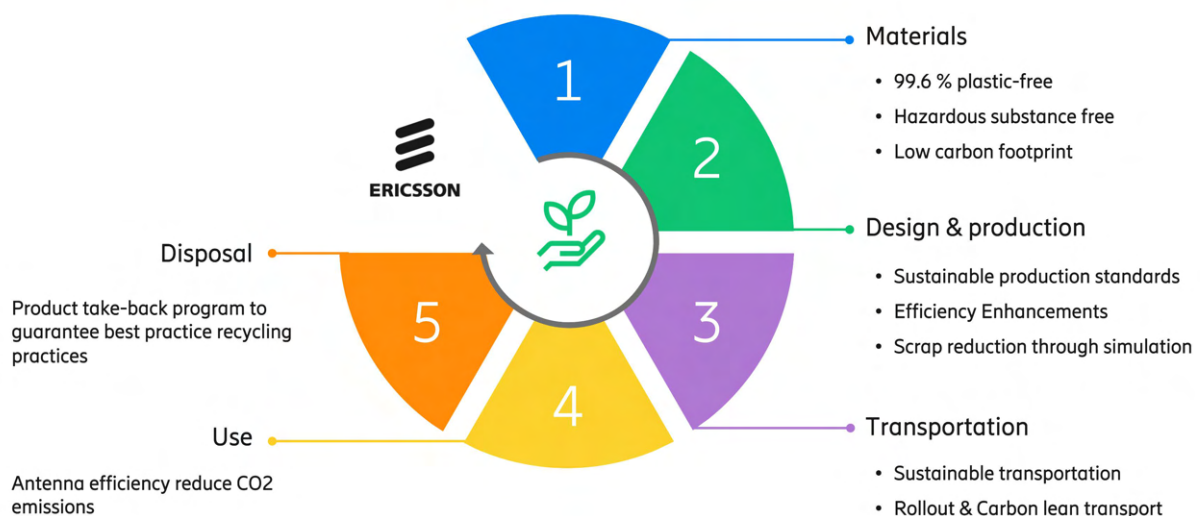 1
Materials
• 99.6 % plastic-free
• Hazardous substance free
• Low carbon footprint
2
Design & production
• Sustainable production standards
• Efficiency Enhancements
• Scrap reduction through simulation
3
Transportation
• Sustainable transportation
• Rollout & Carbon lean transport
4
Use
Antenna efficiency reduce CO2
emissions
5
Disposal
Product take-back program to
guarantee best practice recycling
practices
ERICSSON